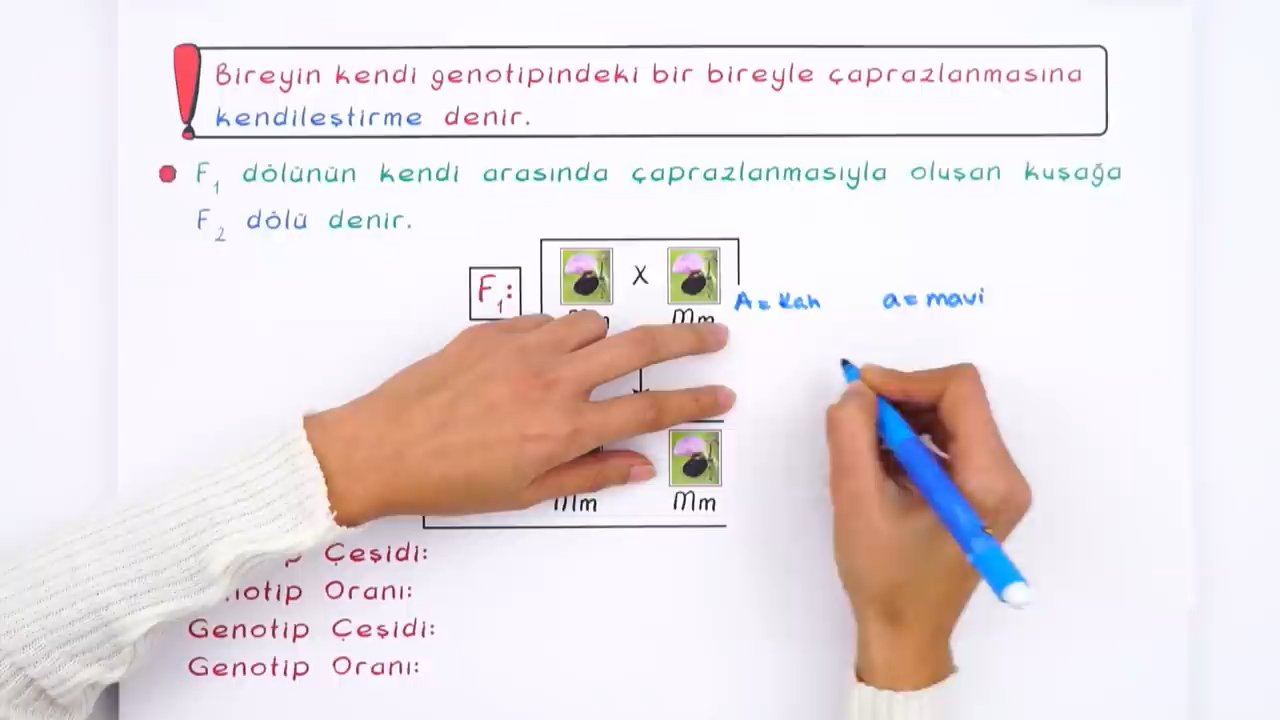 Bireyin kendi genotipindeki bir bireyle çaprazlanmasına
kendileştirme denir.
F₁ dölünün kendi arasında çaprazlanmasıyla oluşan kuşağa
F₂ dölü denir.
F₁:
X
Mm
A = Kah a = mavi
Mm Mm
Çeşidi:
Oranı:
Genotip Çeşidi:
Genotip Oranı: